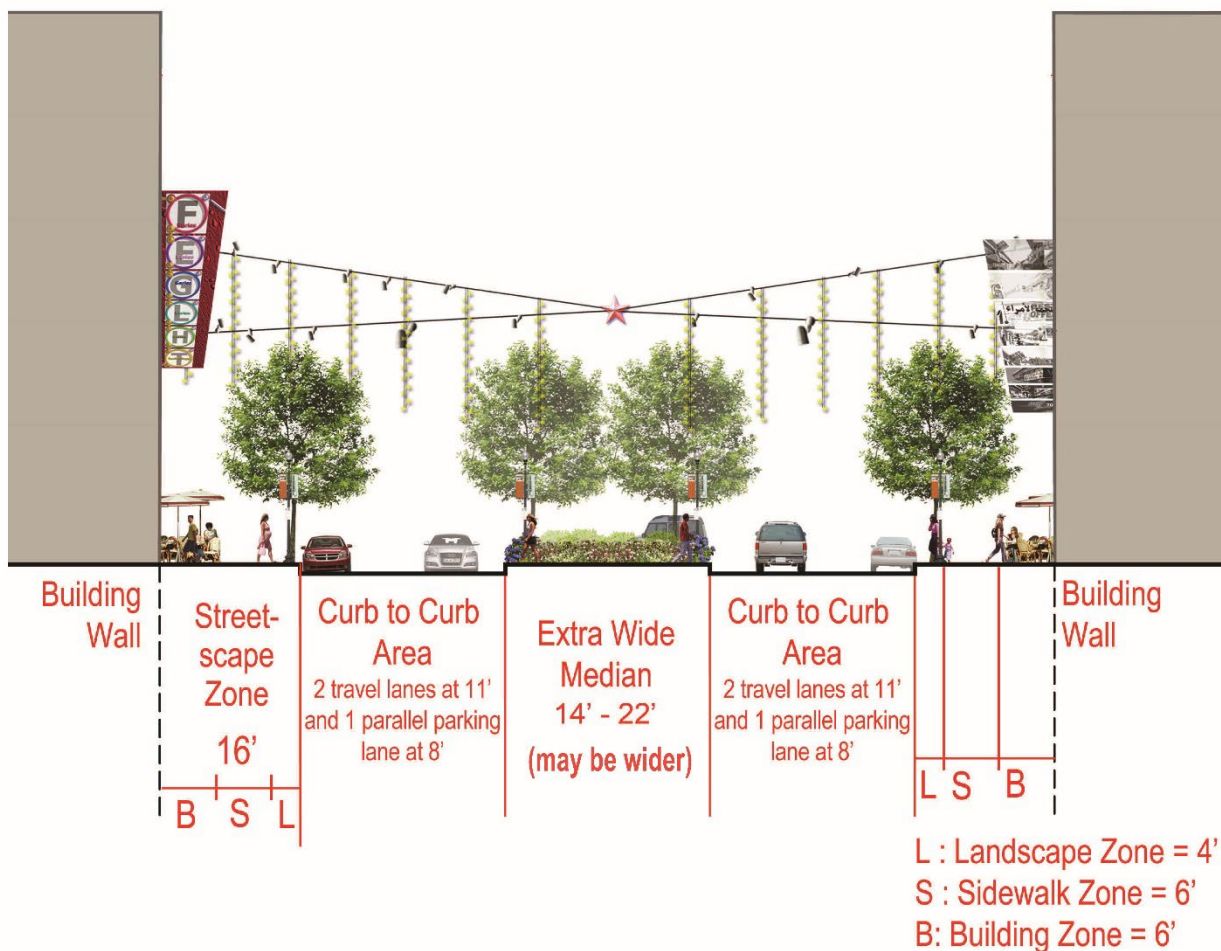 F
E
G
L
H
T
Building
Wall
Street-
scape
Zone
16’
B S L
Curb to Curb
Area
2 travel lanes at 11’
and 1 parallel parking
lane at 8’
Extra Wide
Median
14’ - 22’
(may be wider)
Curb to Curb
Area
2 travel lanes at 11’
and 1 parallel parking
lane at 8’
L S B
Building
Wall
L : Landscape Zone = 4’
S : Sidewalk Zone = 6’
B: Building Zone = 6’